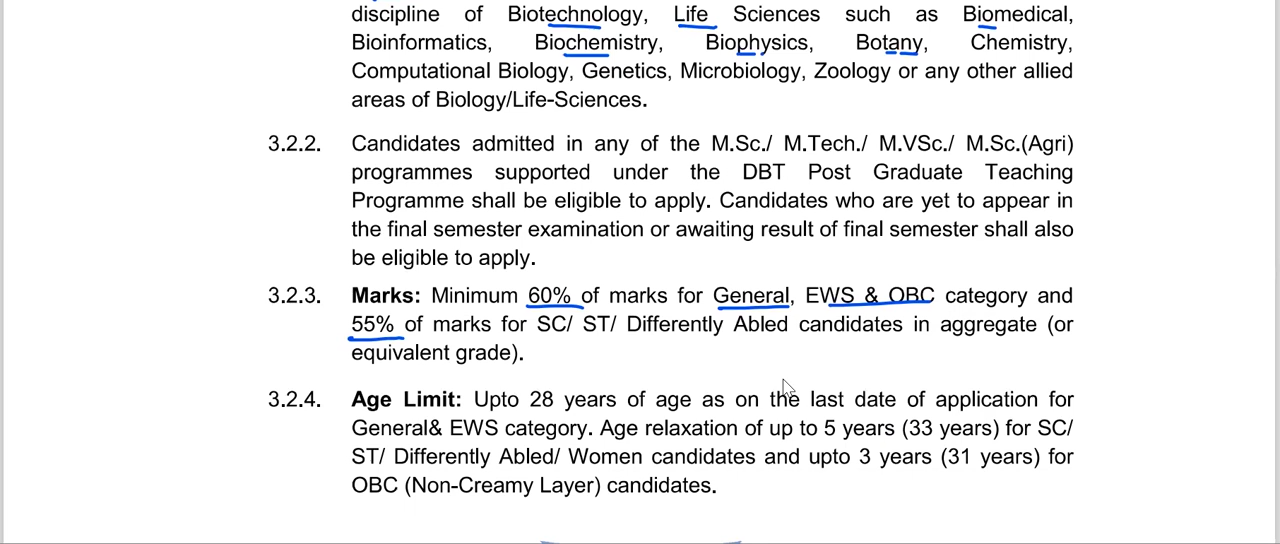 discipline of Biotechnology, Life Sciences such as Biomedical,
Bioinformatics, Biochemistry, Biophysics, Botany, Chemistry,
Computational Biology, Genetics, Microbiology, Zoology or any other allied
areas of Biology/Life-Sciences.
3.2.2. Candidates admitted in any of the M.Sc./ M.Tech./ M.VSc./ M.Sc.(Agri)
programmes supported under the DBT Post Graduate Teaching
Programme shall be eligible to apply. Candidates who are yet to appear in
the final semester examination or awaiting result of final semester shall also
be eligible to apply.
3.2.3. Marks: Minimum 60% of marks for General, EWS & OBC category and
55% of marks for SC/ ST/ Differently Abled candidates in aggregate (or
equivalent grade).
3.2.4. Age Limit: Upto 28 years of age as on the last date of application for
General& EWS category. Age relaxation of up to 5 years (33 years) for SC/
ST/ Differently Abled/ Women candidates and upto 3 years (31 years) for
OBC (Non-Creamy Layer) candidates.